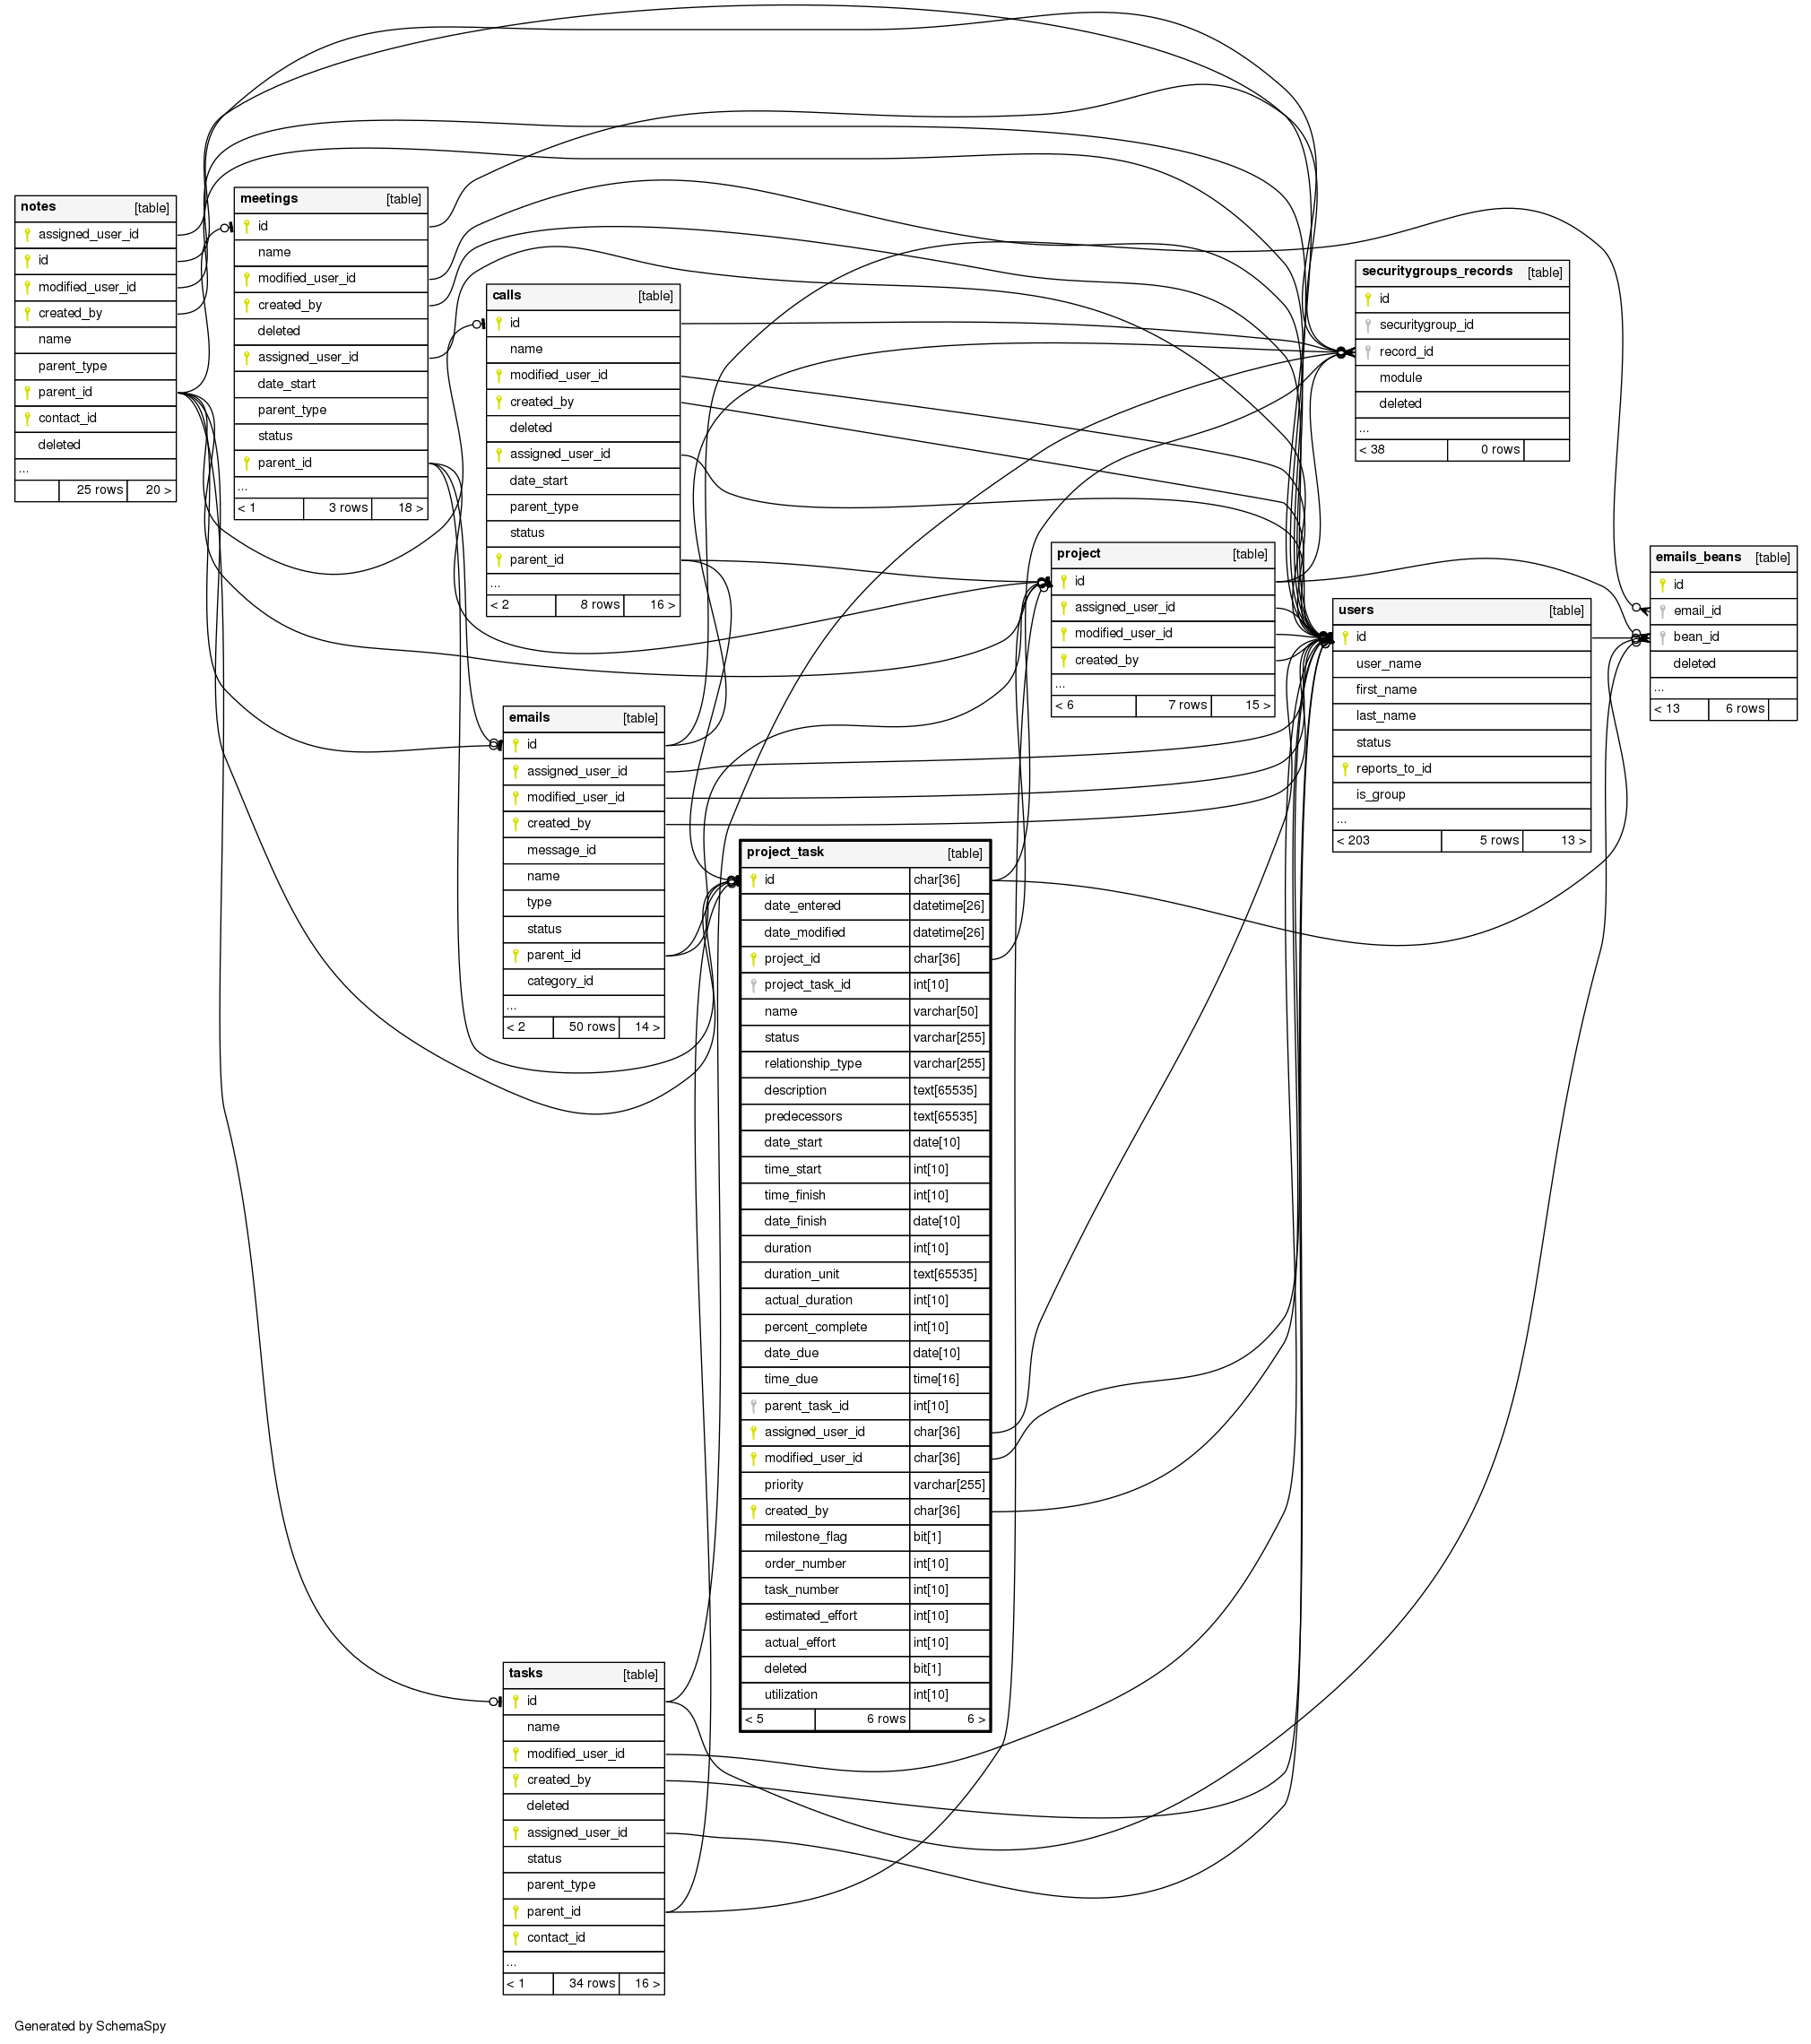 notes [table]
assigned_user_id
id
modified_user_id
created_by
name
parent_type
parent_id
contact_id
deleted
...
25 rows 20 >
meetings [table]
id
name
modified_user_id
created_by
deleted
assigned_user_id
date_start
parent_type
status
parent_id
...
< 1 3 rows 18 >
calls [table]
id
name
modified_user_id
created_by
deleted
assigned_user_id
date_start
parent_type
status
parent_id
...
< 2 8 rows 16 >
securitygroups_records [table]
id
securitygroup_id
record_id
module
deleted
...
< 38 0 rows
project [table]
id
assigned_user_id
modified_user_id
created_by
...
< 6 7 rows 15 >
users [table]
id
user_name
first_name
last_name
status
reports_to_id
is_group
...
< 203 5 rows 13 >
emails_beans [table]
id
email_id
bean_id
deleted
...
< 13 6 rows
emails [table]
id
assigned_user_id
modified_user_id
created_by
message_id
name
type
status
parent_id
category_id
...
< 2 50 rows 14 >
project_task [table]
id char[36]
date_entered datetime[26]
date_modified datetime[26]
project_id char[36]
project_task_id int[10]
name varchar[50]
status varchar[255]
relationship_type varchar[255]
description text[65535]
predecessors text[65535]
date_start date[10]
time_start int[10]
time_finish int[10]
date_finish date[10]
duration int[10]
duration_unit text[65535]
actual_duration int[10]
percent_complete int[10]
date_due date[10]
time_due time[16]
parent_task_id int[10]
assigned_user_id char[36]
modified_user_id char[36]
priority varchar[255]
created_by char[36]
milestone_flag bit[1]
order_number int[10]
task_number int[10]
estimated_effort int[10]
actual_effort int[10]
deleted bit[1]
utilization int[10]
< 5 6 rows 6 >
tasks [table]
id
name
modified_user_id
created_by
deleted
assigned_user_id
status
parent_type
parent_id
contact_id
...
< 1 34 rows 16 >
Generated by SchemaSpy